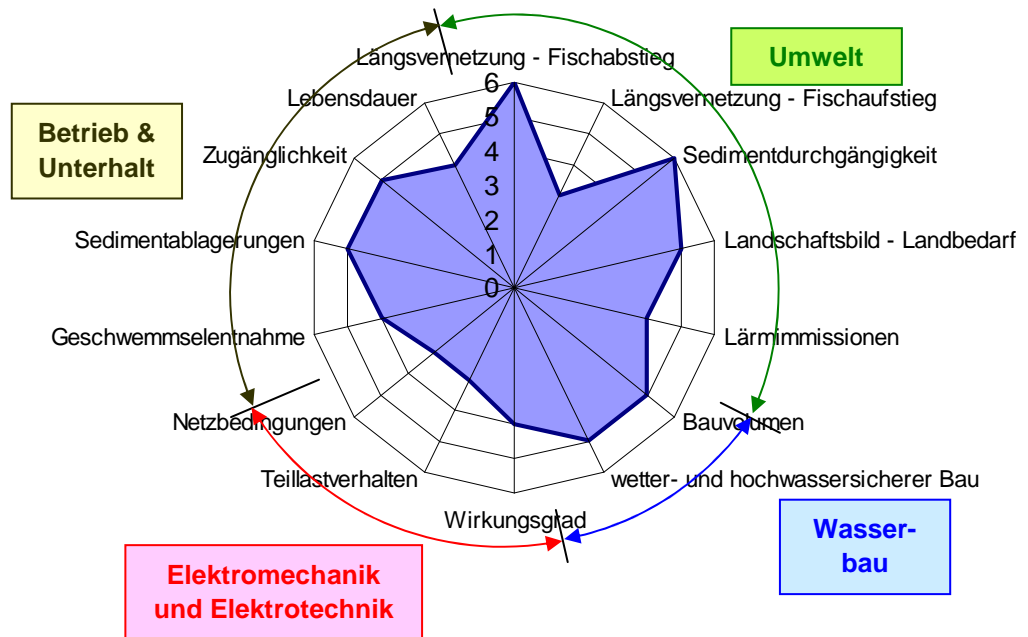 Umwelt
Längsvernetzung - Fischabstieg
Längsvernetzung - Fischaufstieg
Lebensdauer
Betrieb &
Unterhalt
Zugänglichkeit
Sedimentdurchgängigkeit
Sedimentablagerungen
Landschaftsbild - Landbedarf
Geschwemmselentnahme
Lärmimmissionen
Netzbedingungen
Bauvolumen
Teillastverhalten
wetter- und hochwassersicherer Bau
Wirkungsgrad
6
5
4
3
2
1
0
Wasser-
bau
Elektromechanik
und Elektrotechnik